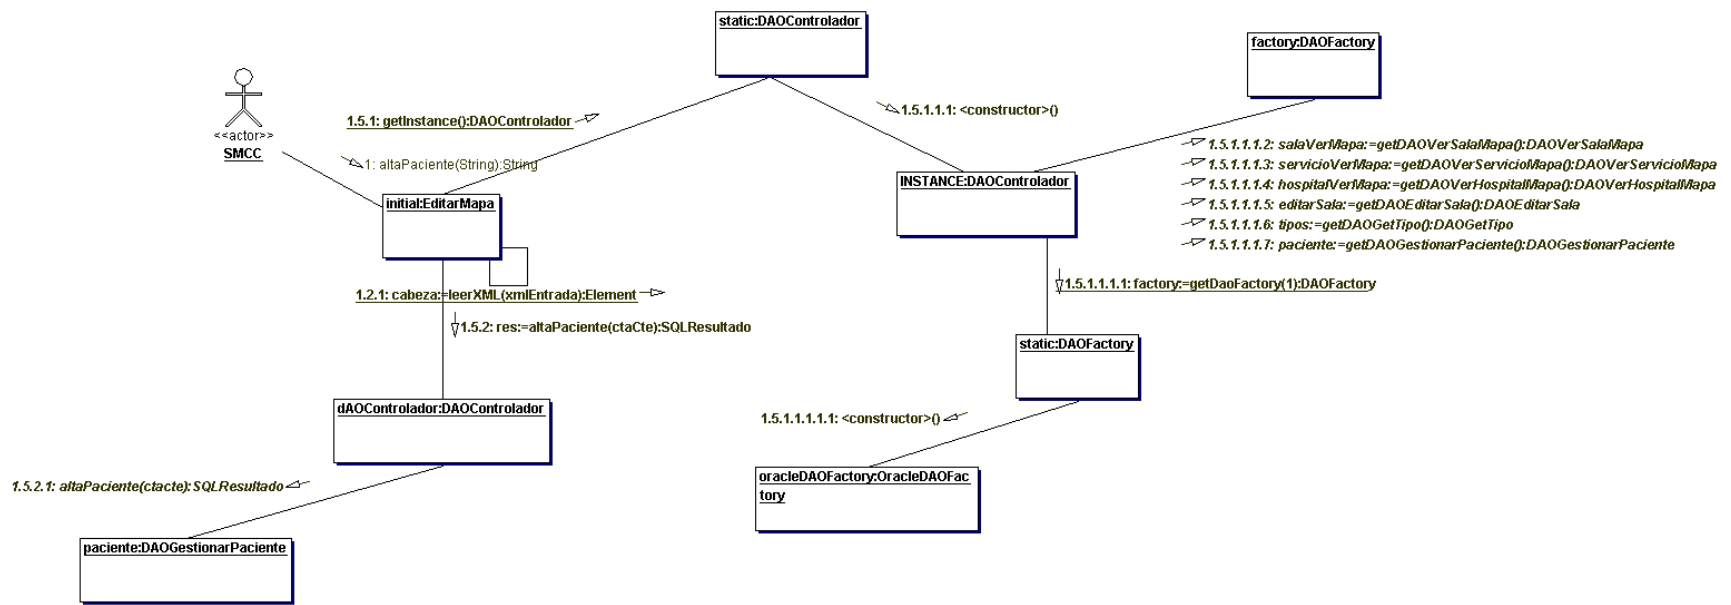 static:DAOControlador
factory:DAOFactory
<<actor>>
SMCC
1.5.1: getInstance():DAOControlador
1.5.1.1.1: <constructor>()
1: altaPaciente(String):String
1.5.1.1.1.2: salaVerMapa:=getDAOVerSalaMapa():DAOVerSalaMapa
1.5.1.1.1.3: servicioVerMapa:=getDAOVerServicioMapa():DAOVerServicioMapa
1.5.1.1.1.4: hospitalVerMapa:=getDAOVerHospitalMapa():DAOVerHospitalMapa
1.5.1.1.1.5: editarSala:=getDAOEditarSala():DAOEditarSala
1.5.1.1.1.6: tipos:=getDAOGetTipo():DAOGetTipo
1.5.1.1.1.7: paciente:=getDAOGestionarPaciente():DAOGestionarPaciente
INSTANCE:DAOControlador
initial:EditarMapa
1.2.1: cabeza:=leerXML(xmlEntrada):Element
1.5.1.1.1.1: factory:=getDaoFactory(1):DAOFactory
1.5.2: res:=altaPaciente(ctaCte):SQLResultado
static:DAOFactory
dAOControlador:DAOControlador
1.5.1.1.1.1.1: <constructor>()
oracleDAOFactory:OracleDAOFac
tory
1.5.2.1: altaPaciente(ctacte):SQLResultado
paciente:DAOGestionarPaciente